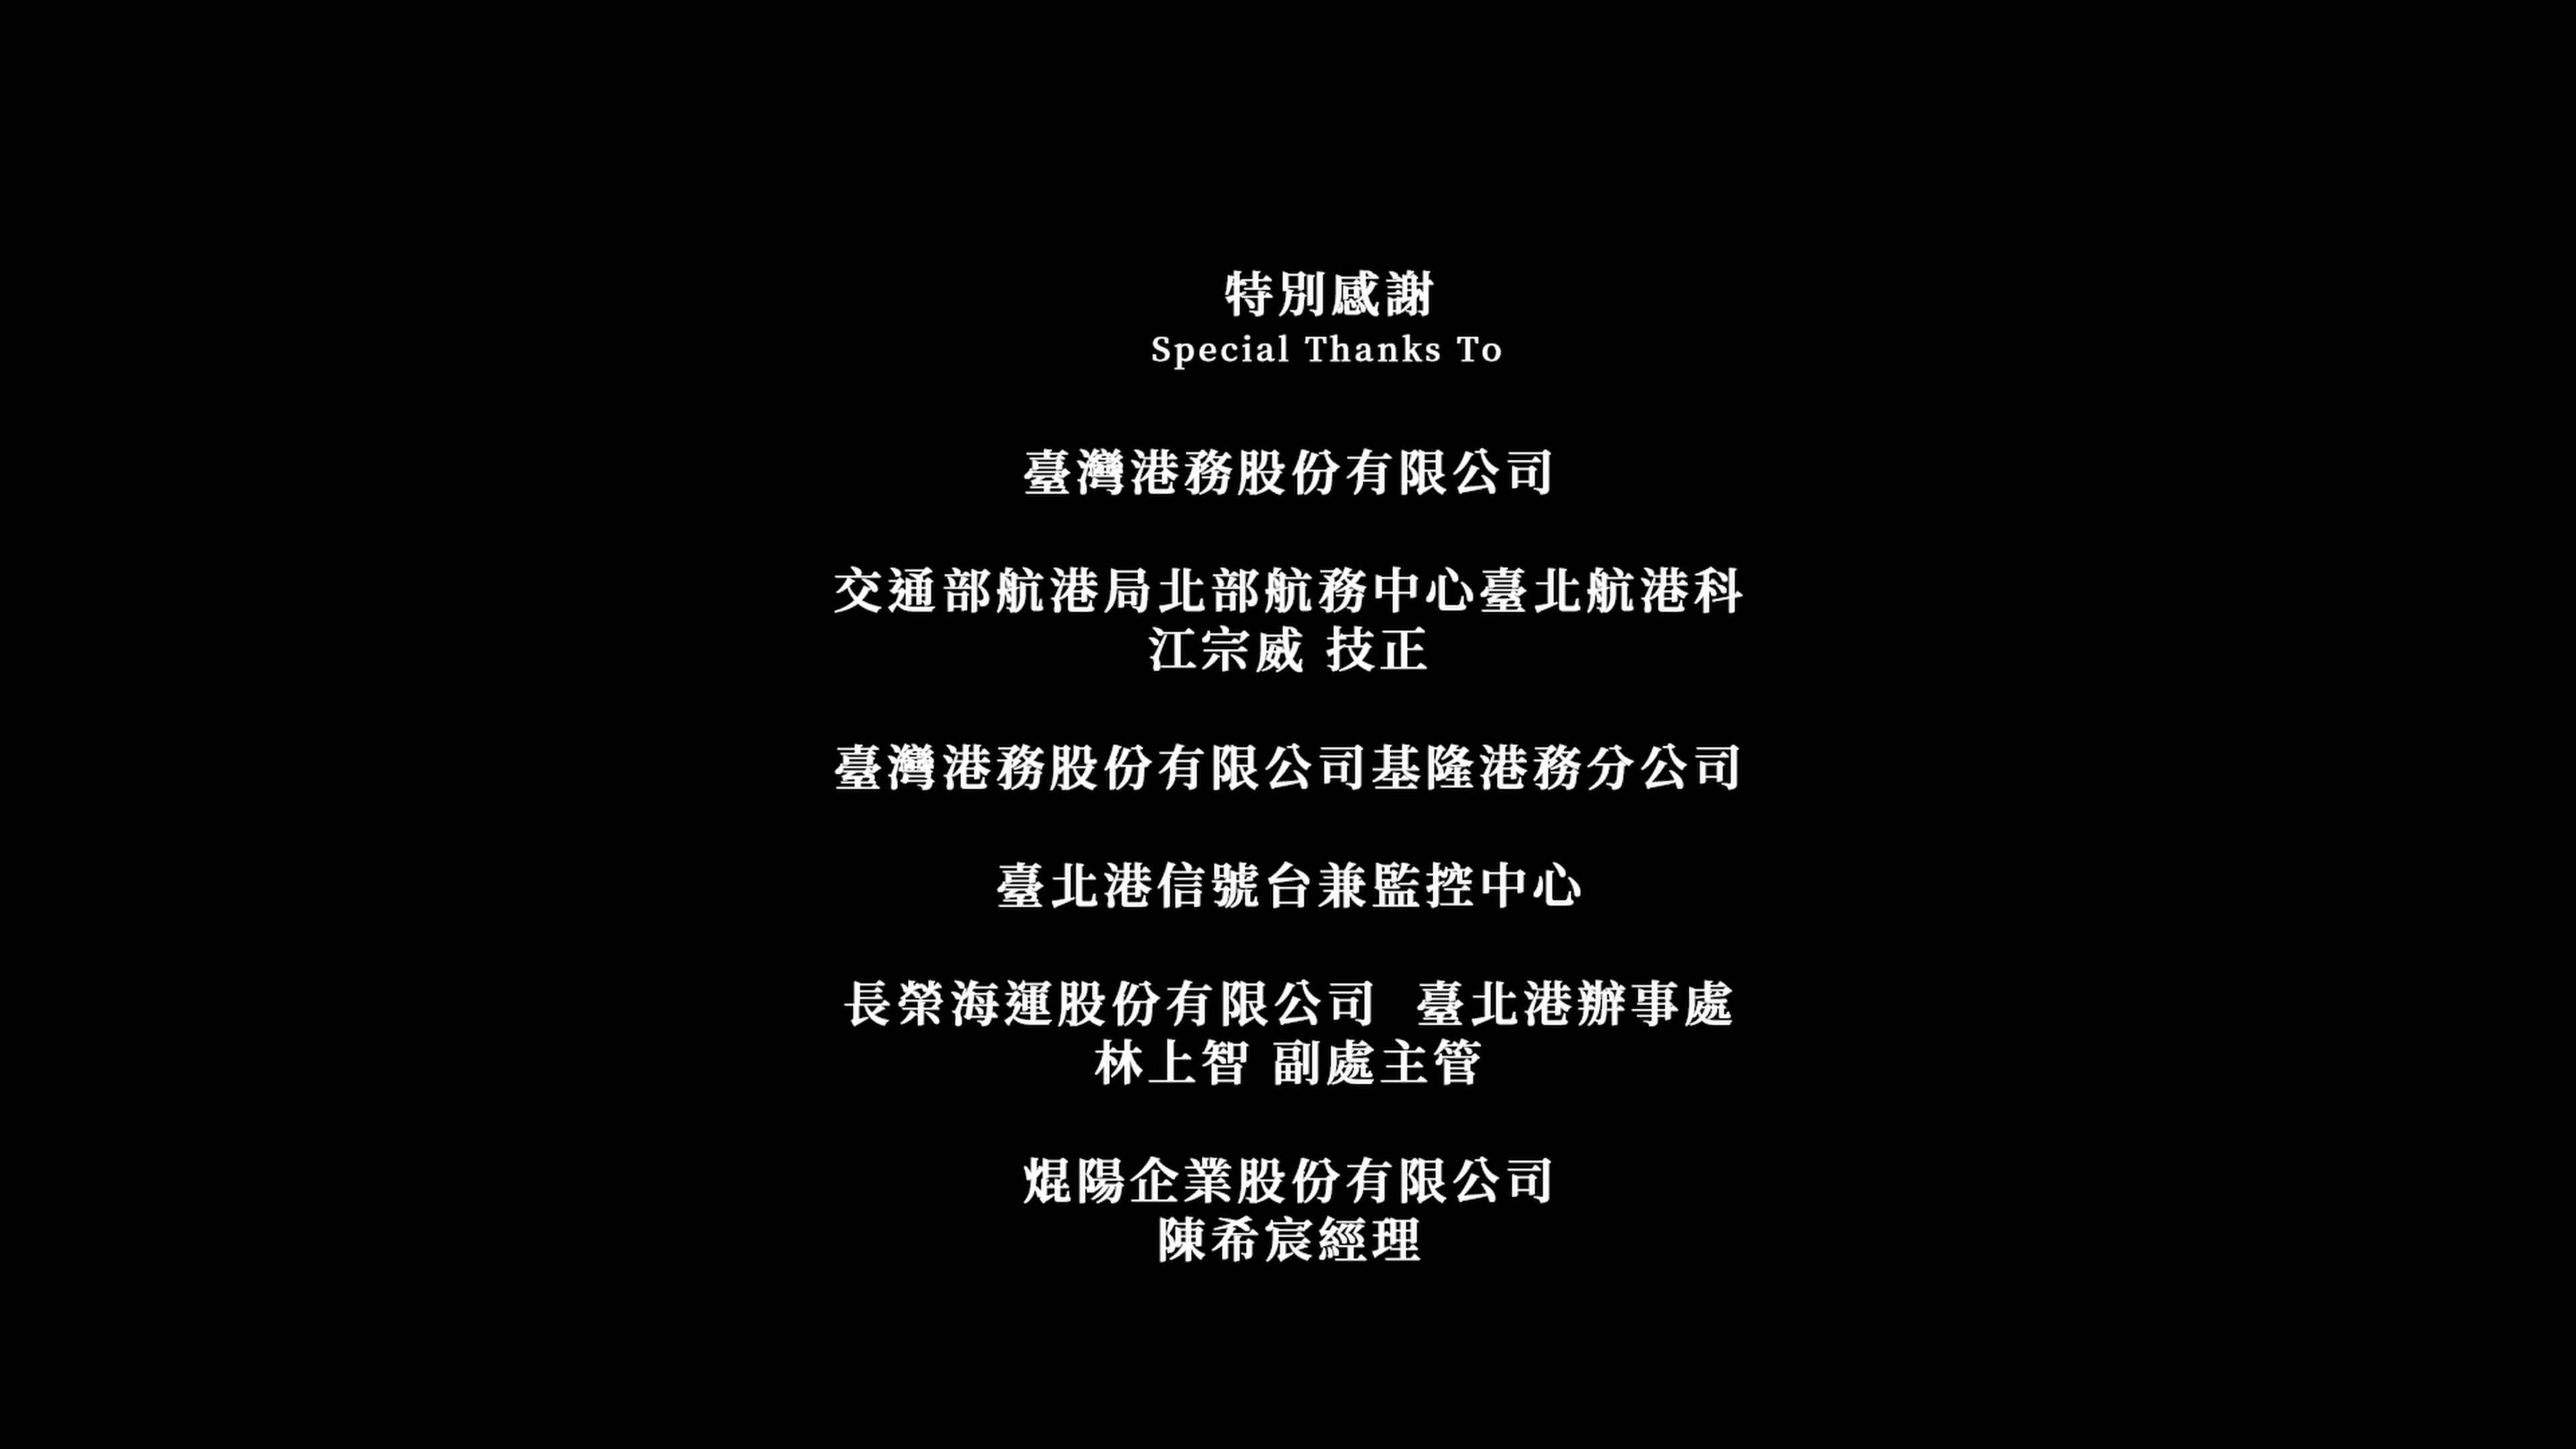 特別感謝
Special Thanks To
臺灣港務股份有限公司
交通部航港局北部航務中心臺北航港科
江宗威 技正
臺灣港務股份有限公司基隆港務分公司
臺北港信號台兼監控中心
長榮海運股份有限公司 臺北港辦事處
林上智 副處主管
焜陽企業股份有限公司
陳希宸經理